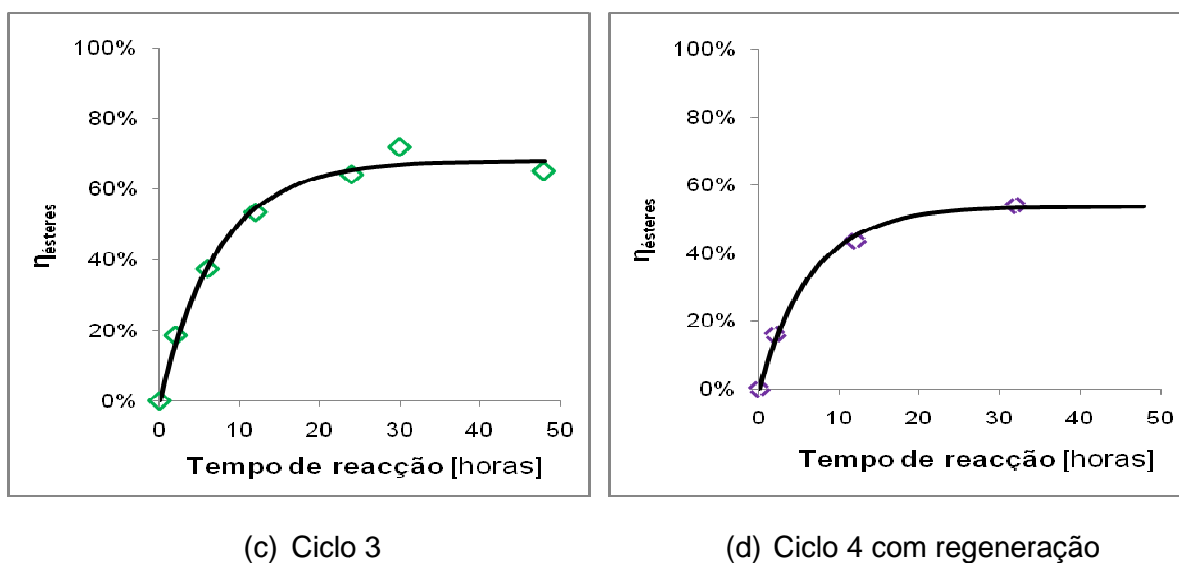 100%
80%
60%
40%
20%
0%
ηésteres
0 10 20 30 40 50
Tempo de reacção [horas]
(c) Ciclo 3
100%
80%
60%
40%
20%
0%
ηésteres
0 10 20 30 40 50
Tempo de reacção [horas]
(d) Ciclo 4 com regeneração